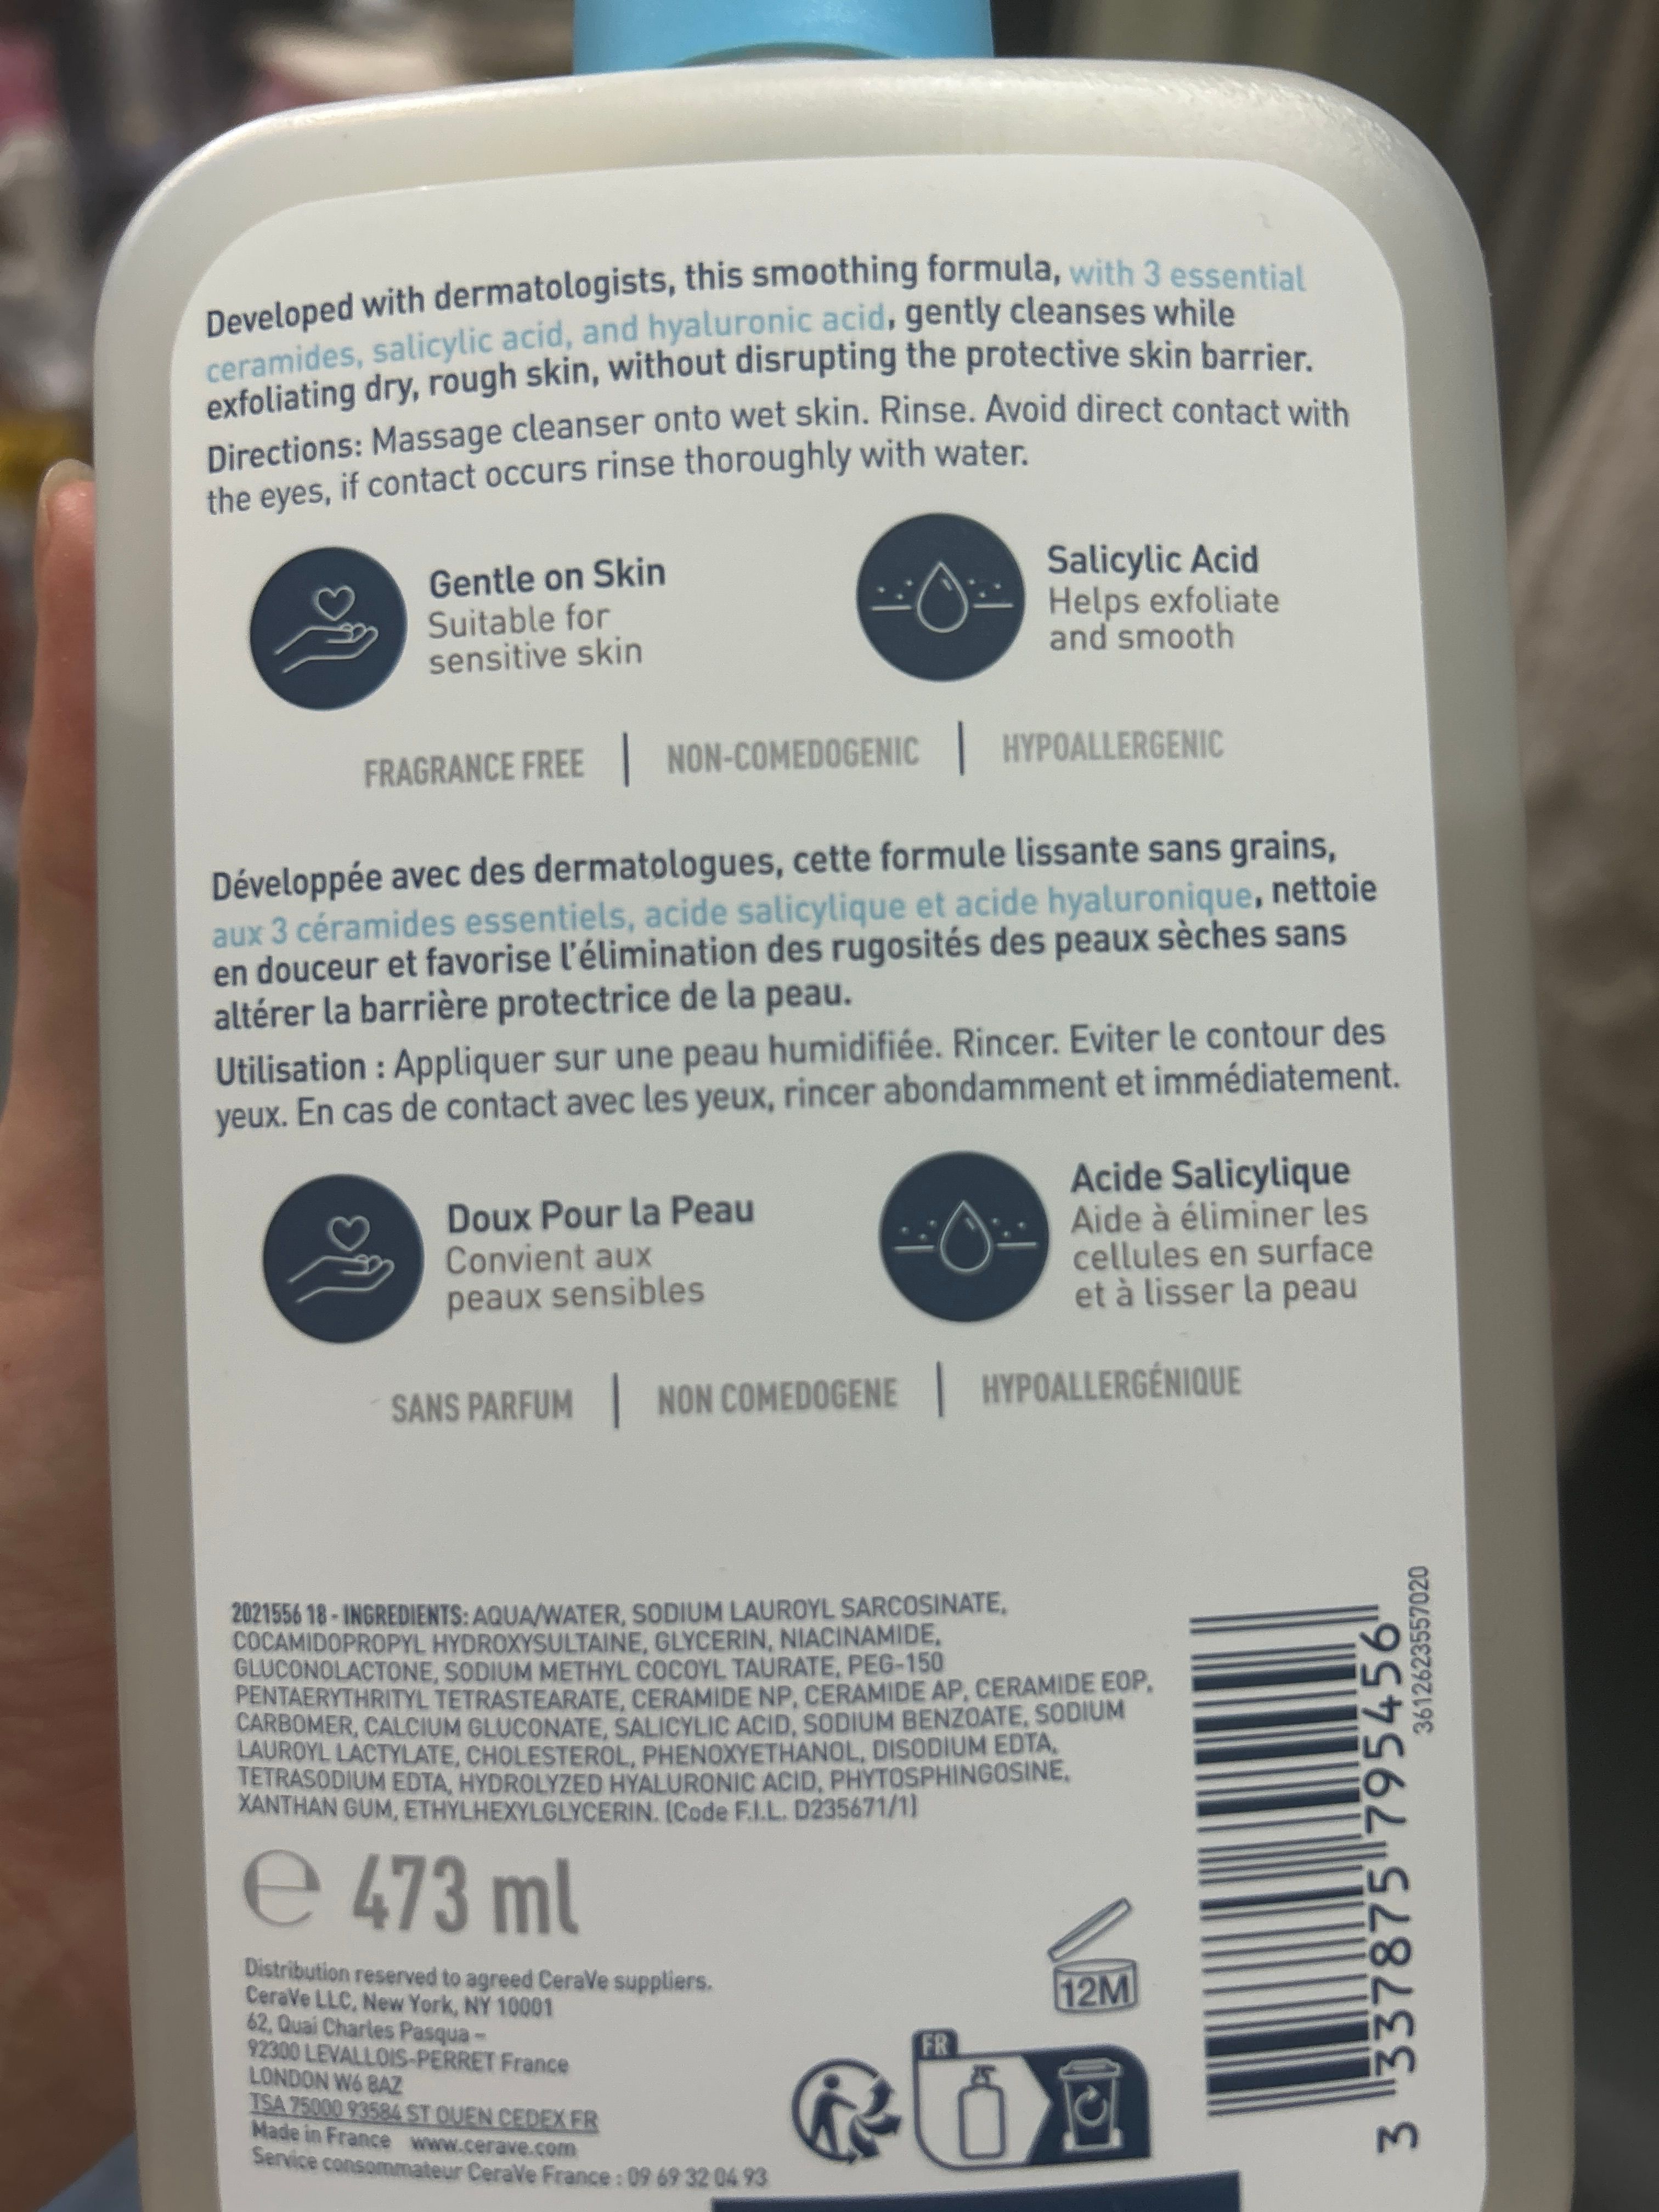 Developed with dermatologists, this smoothing formula, with 3 essential
ceramides, salicylic acid, and hyaluronic acid, gently cleanses while
exfoliating dry, rough skin, without disrupting the protective skin barrier.
Directions: Massage cleanser onto wet skin. Rinse. Avoid direct contact with
the eyes, if contact occurs rinse thoroughly with water.
Gentle on Skin
Suitable for
sensitive skin
Salicylic Acid
Helps exfoliate
and smooth
FRAGRANCE FREE | NON-COMEDOGENIC | HYPOALLERGENIC
Développée avec des dermatologues, cette formule lissante sans grains,
aux 3 céramides essentiels, acide salicylique et acide hyaluronique, nettoie
en douceur et favorise l'élimination des rugosités des peaux sèches sans
altérer la barrière protectrice de la peau.
Utilisation : Appliquer sur une peau humidifiée. Rincer. Eviter le contour des
yeux. En cas de contact avec les yeux, rincer abondamment et immédiatement.
Doux Pour la Peau
Convient aux
peaux sensibles
Acide Salicylique
Aide à éliminer les
cellules en surface
et à lisser la peau
SANS PARFUM | NON COMEDOGENE | HYPOALLERGÉNIQUE
2021556 18 - INGREDIENTS: AQUA/WATER, SODIUM LAUROYL SARCOSINATE,
COCAMIDOPROPYL HYDROXYSULTAINE, GLYCERIN, NIACINAMIDE,
GLUCONOLACTONE, SODIUM METHYL COCOYL TAURATE, PEG-150
PENTAERYTHRITYL TETRASTEARATE, CERAMIDE NP, CERAMIDE AP, CERAMIDE EOP,
CARBOMER, CALCIUM GLUCONATE, SALICYLIC ACID, SODIUM BENZOATE, SODIUM
LAUROYL LACTYLATE, CHOLESTEROL, PHENOXYETHANOL, DISODIUM EDTA,
TETRASODIUM EDTA, HYDROLYZED HYALURONIC ACID, PHYTOSPHINGOSINE,
XANTHAN GUM, ETHYLHEXYLGLYCERIN. (Code F.I.L. D235671/1)
e 473 ml
Distribution reserved to agreed CeraVe suppliers.
CeraVe LLC, New York, NY 10001
62, Quai Charles Pasqua –
92300 LEVALLOIS-PERRET France
LONDON W6 8AZ
TSA 75000 93584 ST OUEN CEDEX FR
Made in France www.cerave.com
Service consommateur CeraVe France : 09 69 32 04 93
12M
FR
3 337875 795456
3612623557020